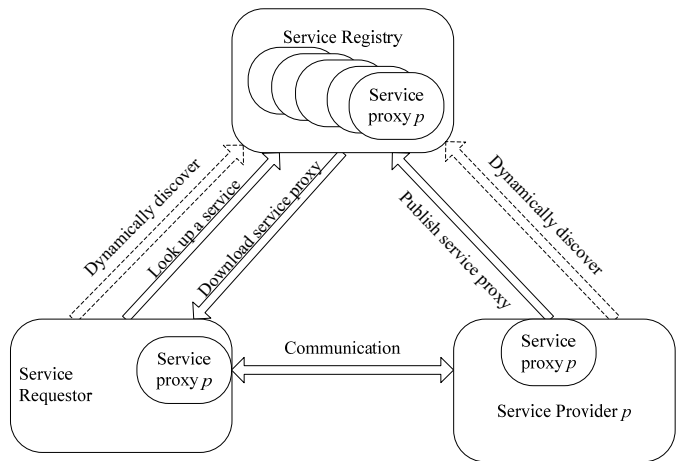 Service Registry
Service
proxy p
Dynamically discover
Look up a service
Download service proxy
Publish service proxy
Dynamically discover
Service
Requestor
Service
proxy p
Communication
Service
proxy p
Service Provider p